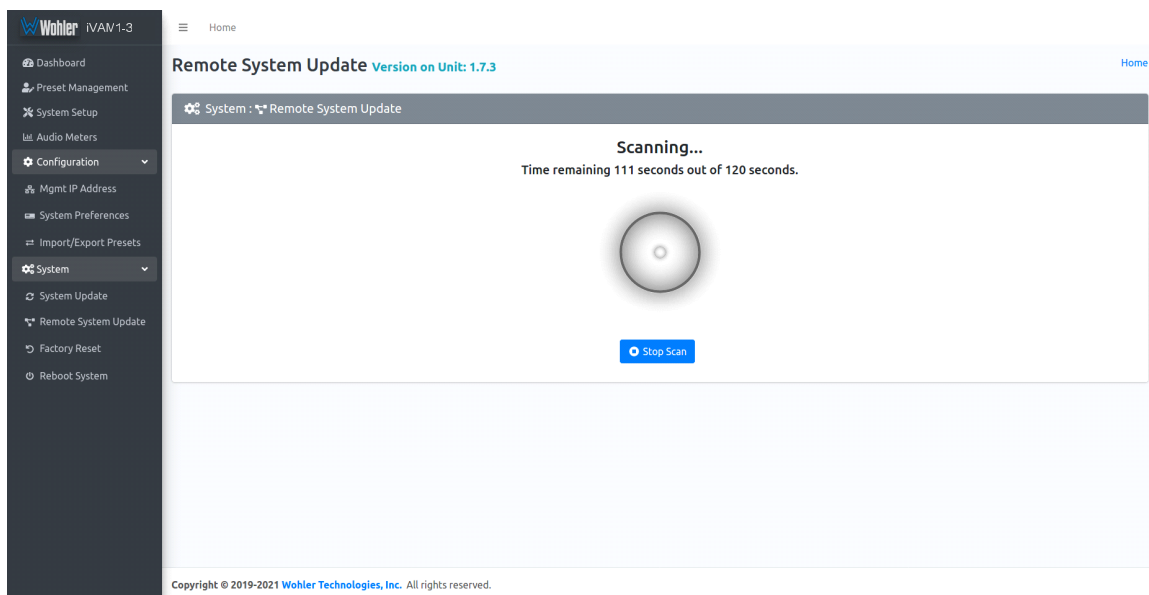 Wohler iVAM1-3
Home
Dashboard
Preset Management
System Setup
Audio Meters
Configuration
Mgmt IP Address
System Preferences
Import/Export Presets
System
System Update
Remote System Update
Factory Reset
Reboot System
Remote System Update Version on Unit: 1.7.3
Home
System : Remote System Update
Scanning...
Time remaining 111 seconds out of 120 seconds.
Stop Scan
Copyright © 2019-2021 Wohler Technologies, Inc. All rights reserved.